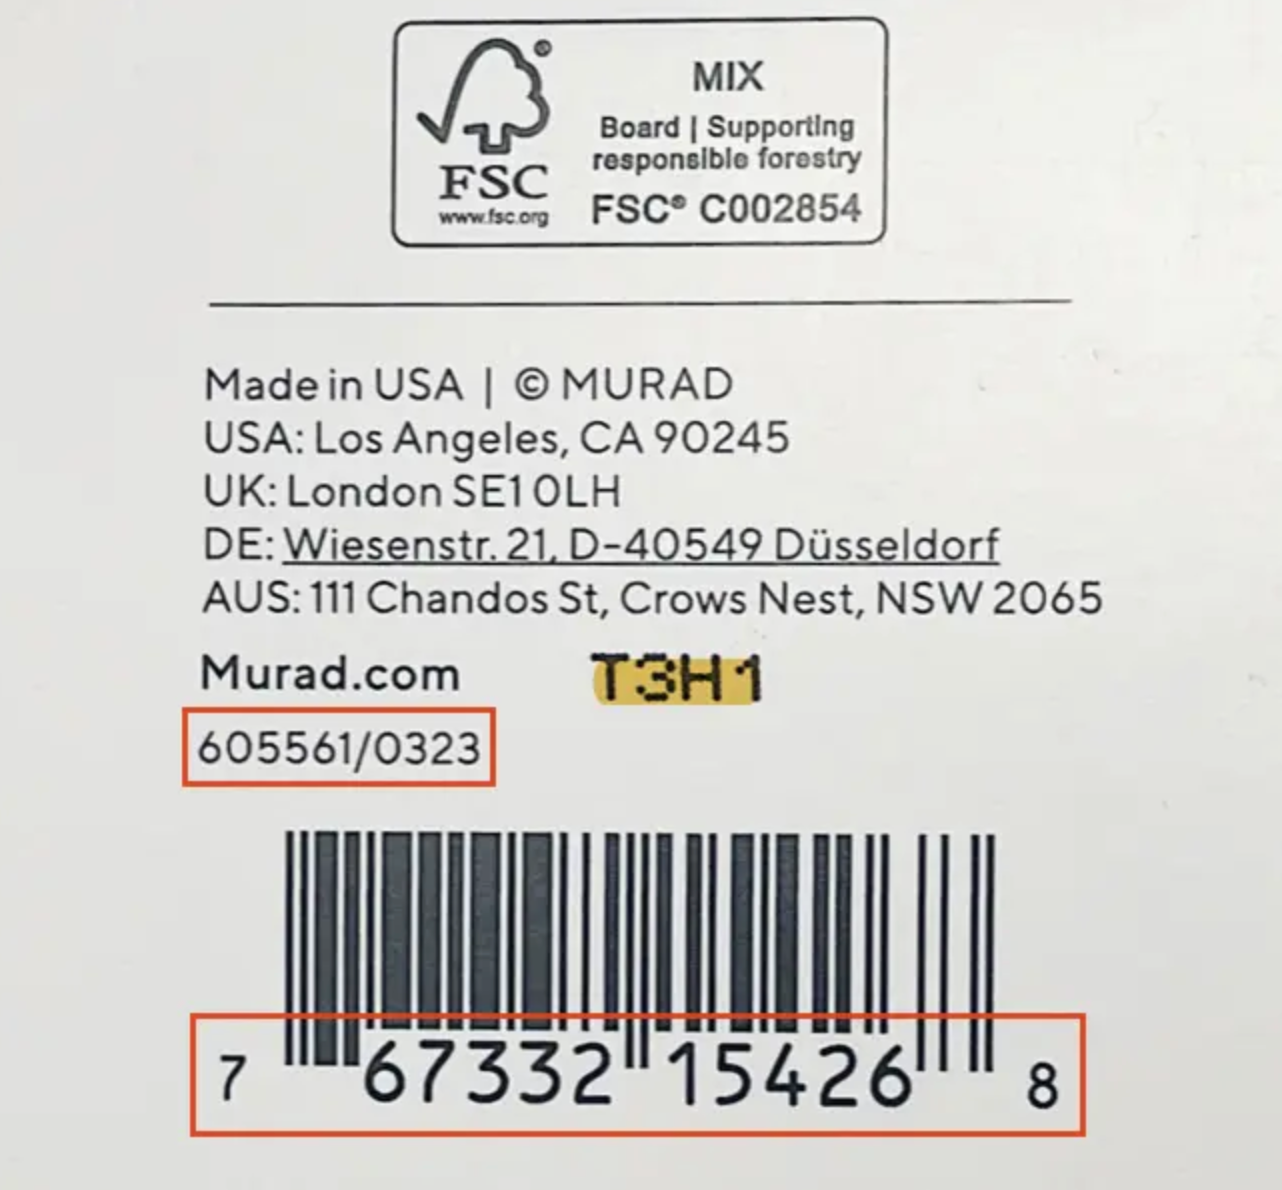 MIX
Board | Supporting
responsible forestry
FSC® C002854
FSC
www.fsc.org
Made in USA | © MURAD
USA: Los Angeles, CA 90245
UK: London SE1 0LH
DE: Wiesenstr. 21, D-40549 Düsseldorf
AUS: 111 Chandos St, Crows Nest, NSW 2065
Murad.com T3H1
605561/0323
7 67332 15426 8